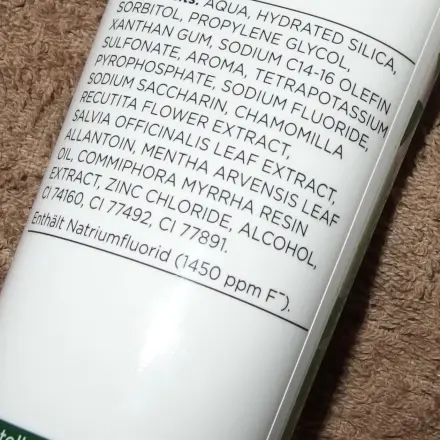 AQUA, HYDRATED SILICA,
SORBITOL, PROPYLENE GLYCOL,
XANTHAN GUM, SODIUM C14-16 OLEFIN
SULFONATE, AROMA, TETRAPOTASSIUM
PYROPHOSPHATE, SODIUM FLUORIDE,
SODIUM SACCHARIN, CHAMOMILLA
RECUTITA FLOWER EXTRACT,
SALVIA OFFICINALIS LEAF EXTRACT,
ALLANTOIN, MENTHA ARVENSIS LEAF
OIL, COMMIPHORA MYRRHA RESIN
EXTRACT, ZINC CHLORIDE, ALCOHOL,
CI 74160, CI 77492, CI 77891.
Enthält Natriumfluorid (1450 ppm F⁻).